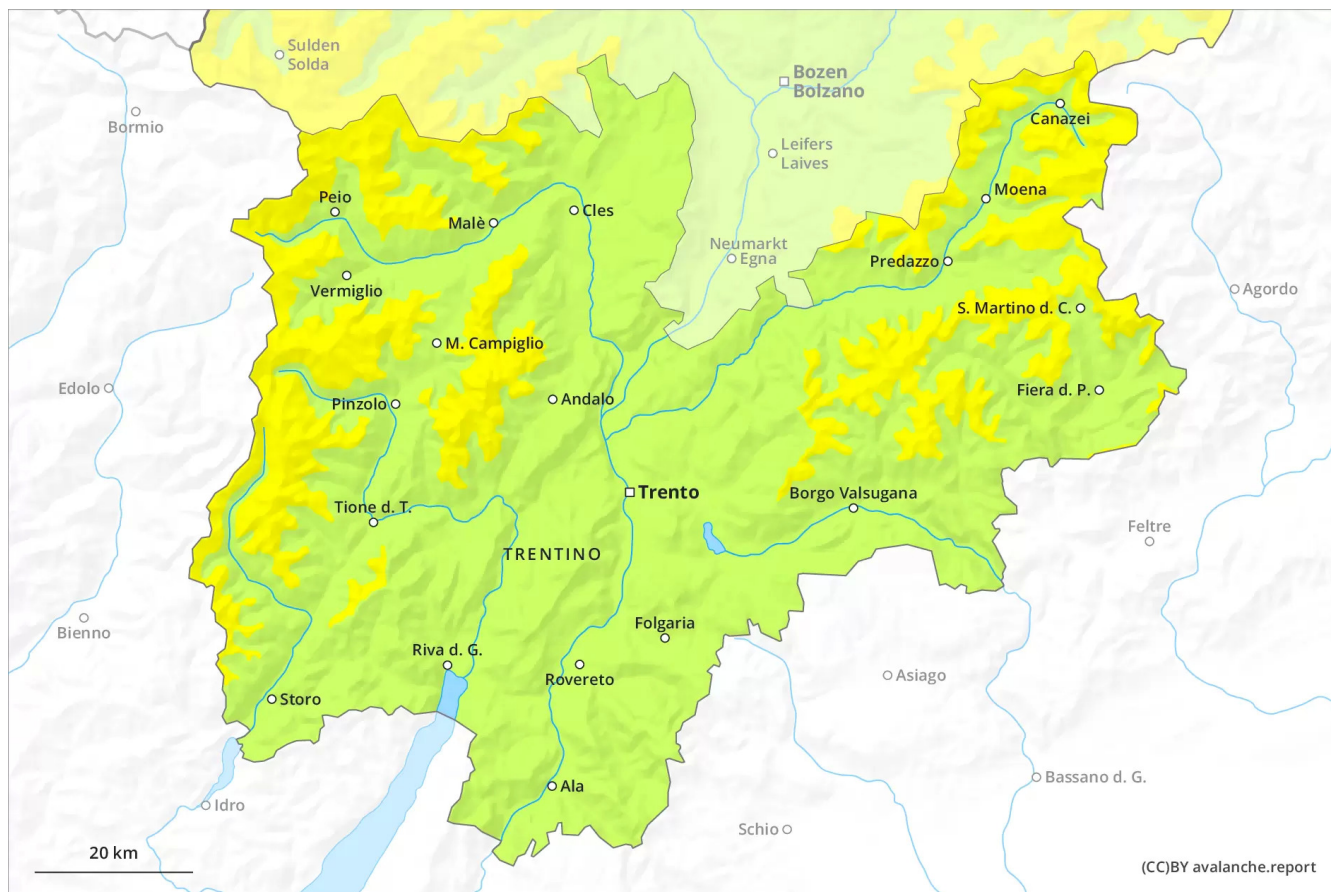 Sulden
Solda
Bozen
Bolzano
Bormio
Canazei
Leifers
Laives
Peio
Malè
Cles
Moena
Neumarkt
Egna
Predazzo
Vermiglio
Agordo
S. Martino d. C.
M. Campiglio
Edolo
Pinzolo
Andalo
Fiera d. P.
Trento
Borgo Valsugana
Tione d. T.
Feltre
TRENTINO
Bienno
Folgaria
Riva d. G.
Rovereto
Asiago
Storo
Bassano d. G.
Ala
Idro
Schio
20 km
(CC)BY avalanche.report